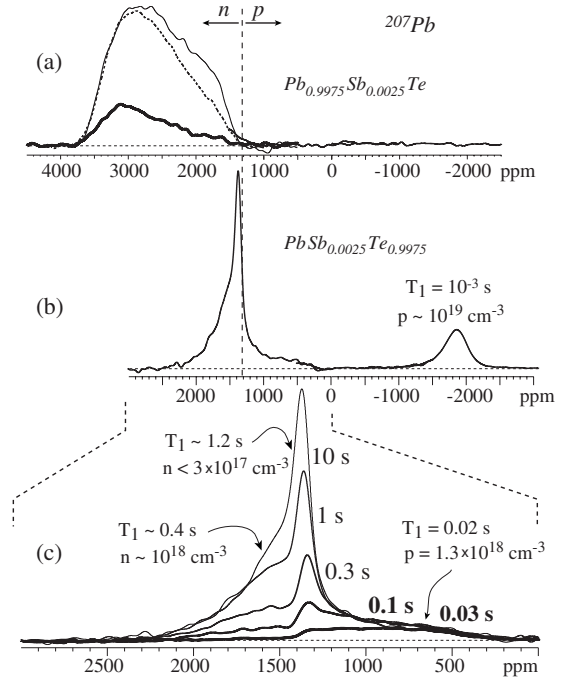 n p
²⁰⁷Pb
(a)
Pb₀.₉₉₇₅Sb₀.₀₀₂₅Te
4000 3000 2000 1000 0 -1000 -2000 ppm
(b)
PbSb₀.₀₀₂₅Te₀.₉₉₇₅
T₁ = 10⁻³ s
p ~ 10¹⁹ cm⁻³
2000 1000 0 -1000 -2000 ppm
(c)
T₁ ~ 1.2 s
n < 3×10¹⁷ cm⁻³
10 s
1 s
T₁ ~ 0.4 s
n ~ 10¹⁸ cm⁻³
T₁ = 0.02 s
p = 1.3×10¹⁸ cm⁻³
0.3 s
0.1 s
0.03 s
2500 2000 1500 1000 500 ppm